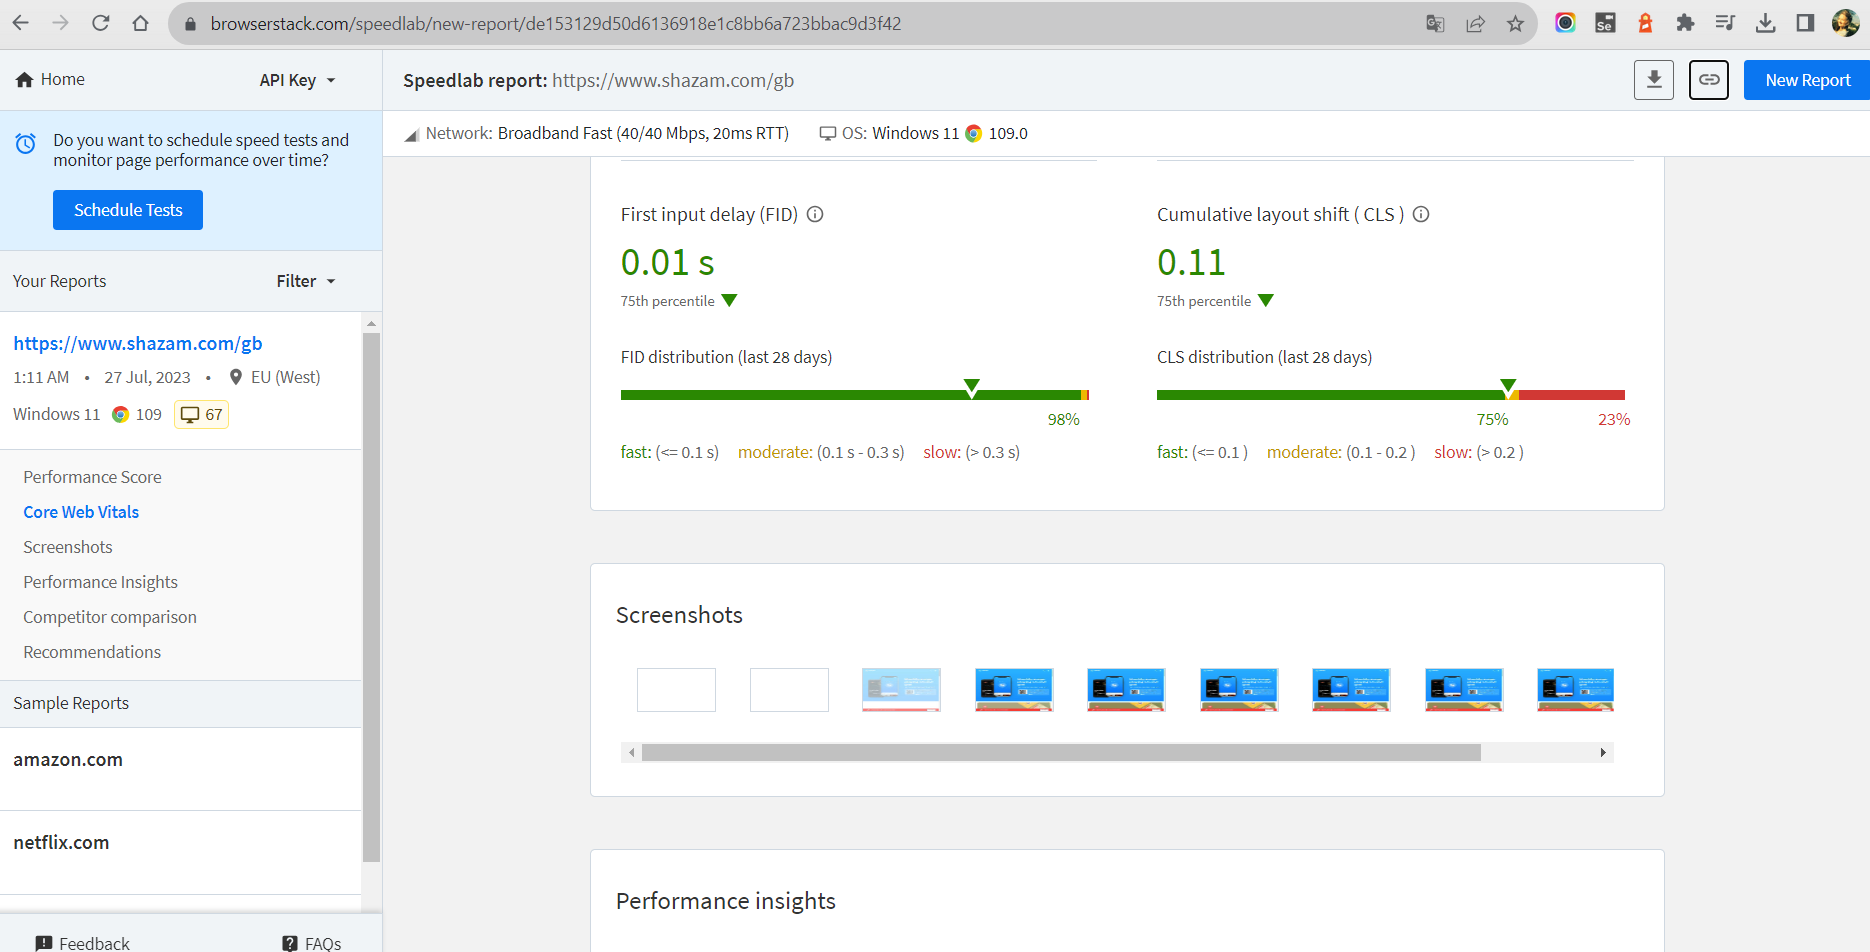 browserstack.com/speedlab/new-report/de153129d50d6136918e1c8bb6a723bbac9d3f42
Se
Home
API Key
Do you want to schedule speed tests and
monitor page performance over time?
Schedule Tests
Your Reports
Filter
https://www.shazam.com/gb
1:11 AM • 27 Jul, 2023 • EU (West)
Windows 11 109 67
Performance Score
Core Web Vitals
Screenshots
Performance Insights
Competitor comparison
Recommendations
Sample Reports
amazon.com
netflix.com
Feedback
FAQs
Speedlab report: https://www.shazam.com/gb
New Report
Network: Broadband Fast (40/40 Mbps, 20ms RTT) OS: Windows 11 109.0
First input delay (FID)
0.01 s
75th percentile
FID distribution (last 28 days)
98%
fast: (<= 0.1 s) moderate: (0.1 s - 0.3 s) slow: (> 0.3 s)
Cumulative layout shift ( CLS )
0.11
75th percentile
CLS distribution (last 28 days)
75% 23%
fast: (<= 0.1 ) moderate: (0.1 - 0.2 ) slow: (> 0.2 )
Screenshots
Performance insights